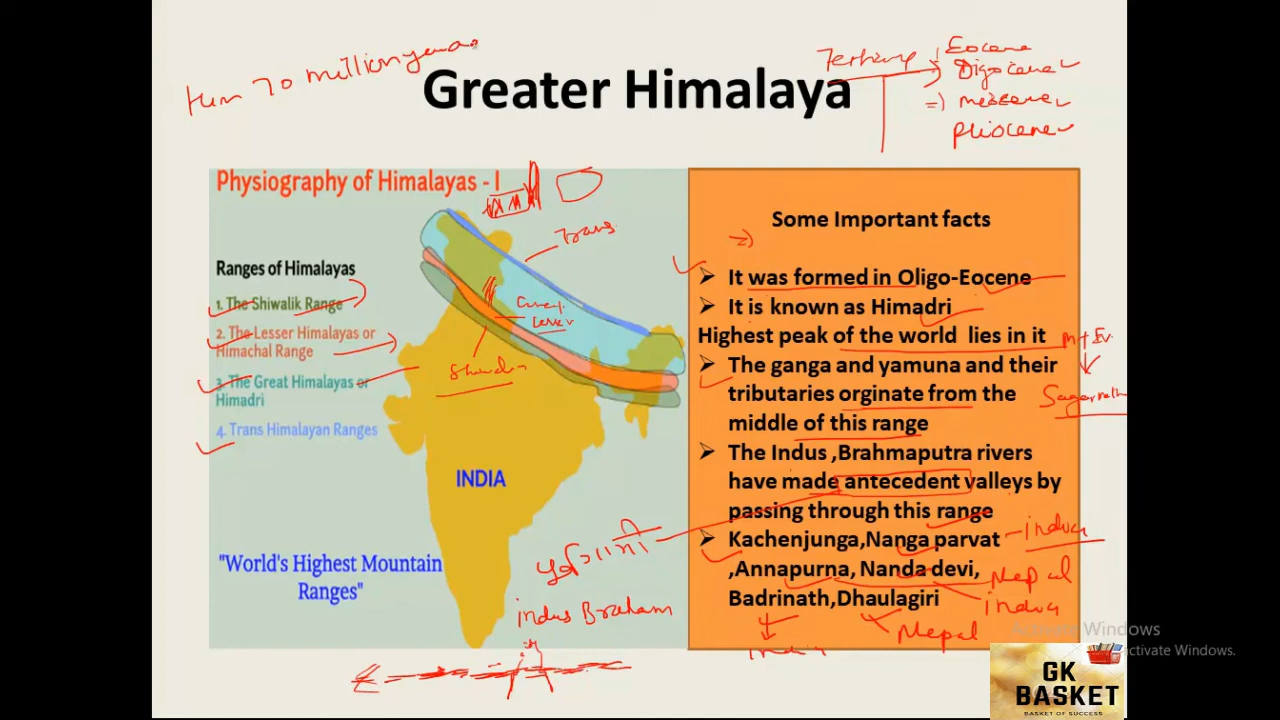 70 million years
Greater Himalaya
Tertiary
Eocene
Oligocene
Pliocene
Physiography of Himalayas - I
Ranges of Himalayas
1. The Shiwalik Range
2. The Lesser Himalayas or
Himachal Range
3. The Great Himalayas or
Himadri
4. Trans Himalayan Ranges
Trans
INDIA
"World's Highest Mountain
Ranges"
पूर्वगामी
indus Braham
Some Important facts
It was formed in Oligo-Eocene
It is known as Himadri
Highest peak of the world lies in it
The ganga and yamuna and their
tributaries orginate from the
middle of this range
The Indus ,Brahmaputra rivers
have made antecedent valleys by
passing through this range
Kachenjunga,Nanga parvat
,Annapurna, Nanda devi,
Badrinath,Dhaulagiri
india
Nepal
india
Nepal
india
Activate Windows
activate Windows.
GK
BASKET
BASKET OF SUCCESS